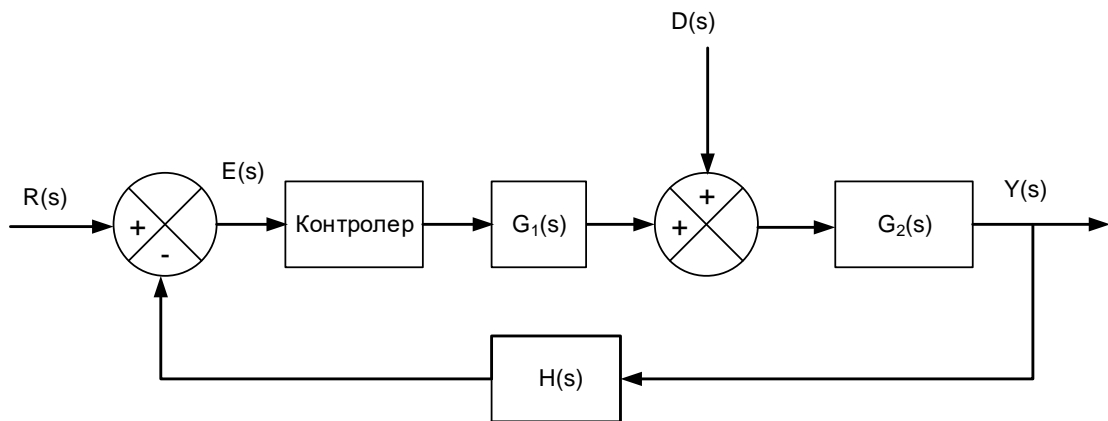 D(s)
R(s)
E(s)
Y(s)
+
-
Контролер
G₁(s)
+
+
G₂(s)
H(s)